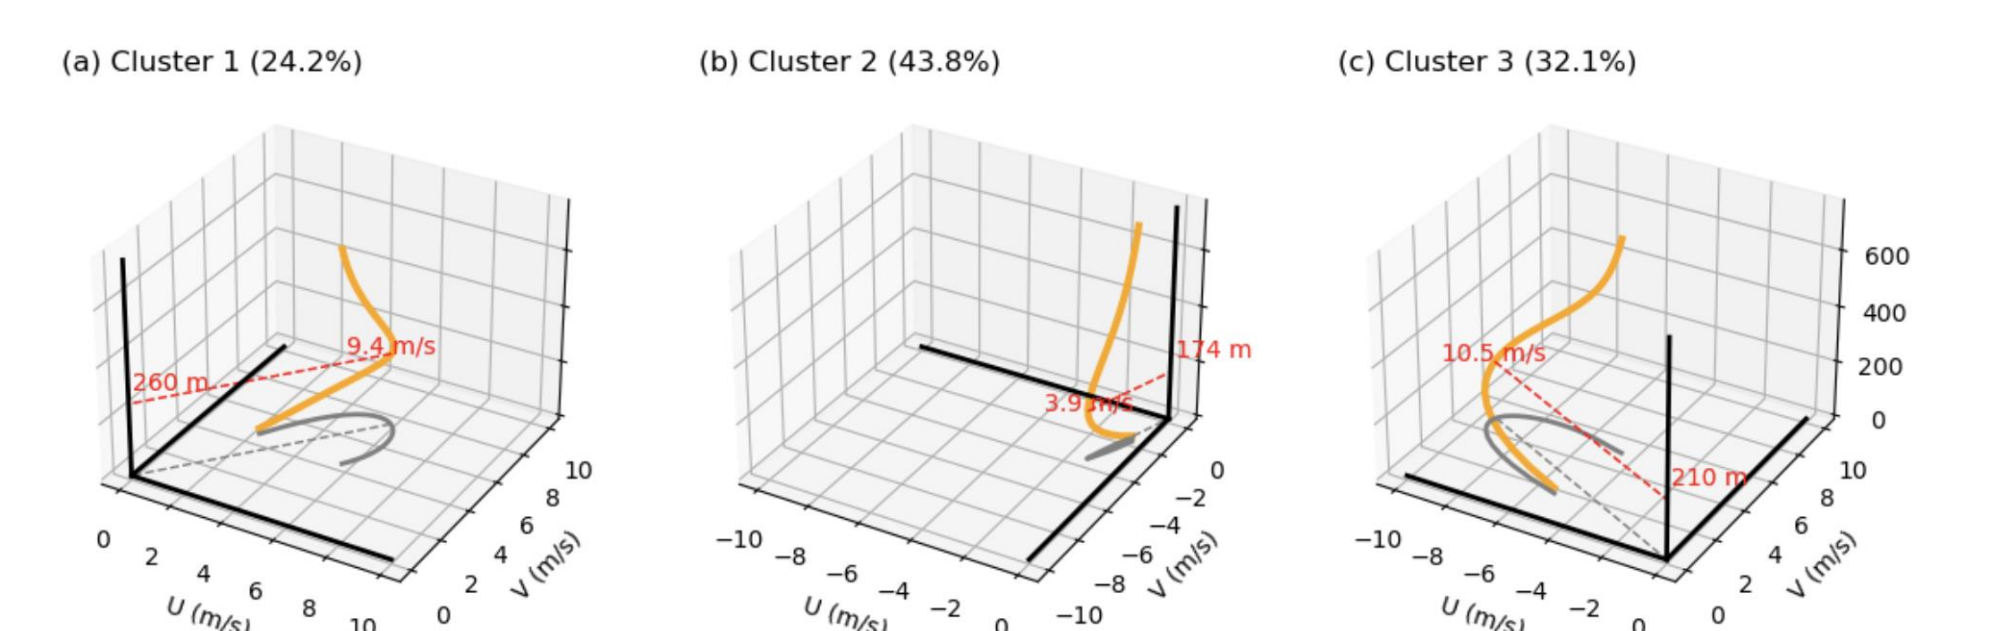 (a) Cluster 1 (24.2%)
260 m
9.4 m/s
0
2
4
6
8
10
U (m/s)
0
2
4
6
8
10
V (m/s)
(b) Cluster 2 (43.8%)
174 m
3.9 m/s
−10
−8
−6
−4
−2
0
U (m/s)
−10
−8
−6
−4
−2
0
V (m/s)
(c) Cluster 3 (32.1%)
10.5 m/s
210 m
600
400
200
0
−10
−8
−6
−4
−2
0
U (m/s)
0
2
4
6
8
10
V (m/s)